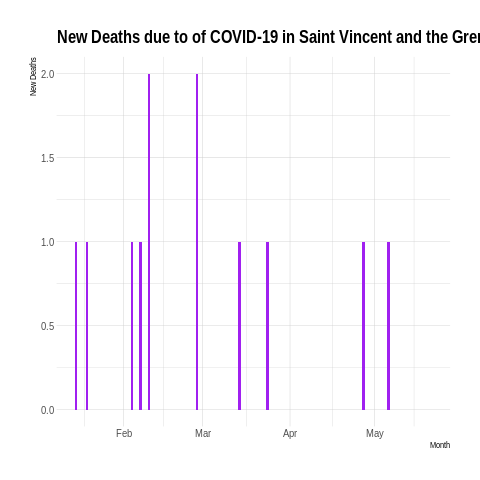 New Deaths due to of COVID-19 in Saint Vincent and the Gre
New Deaths
2.0
1.5
1.0
0.5
0.0
Feb Mar Apr May
Month